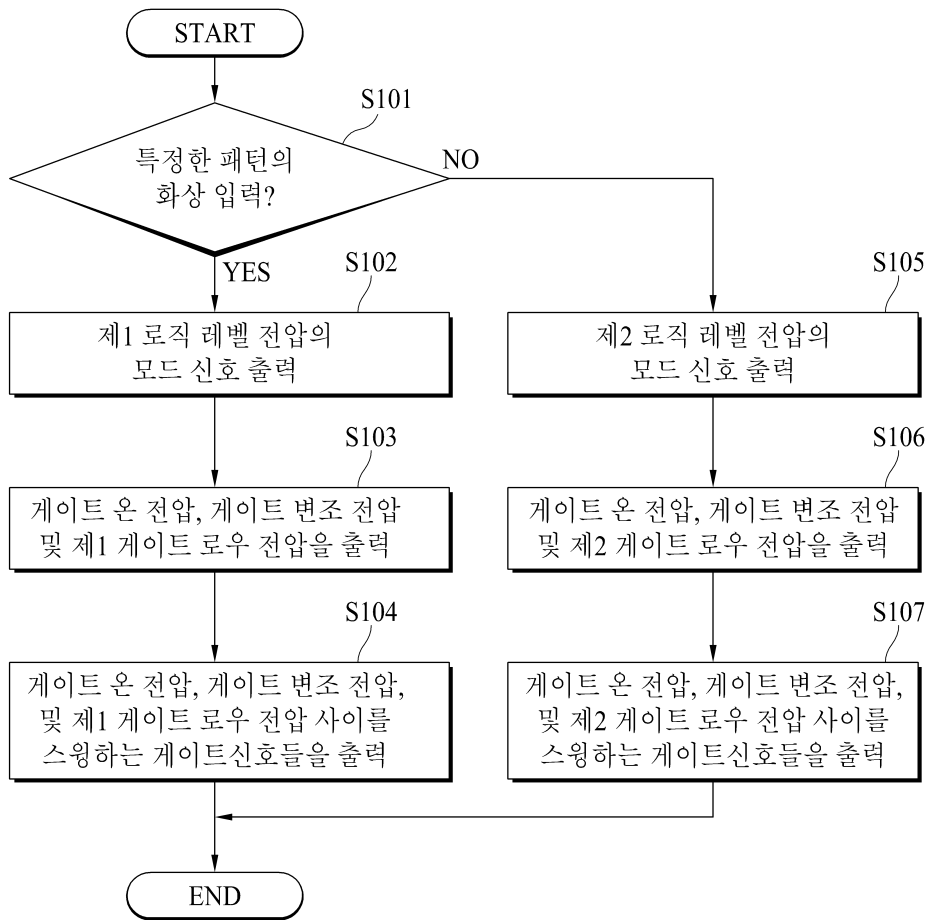 START
S101
특정한 패턴의
화상 입력?
NO
YES
S102
제1 로직 레벨 전압의
모드 신호 출력
S103
게이트 온 전압, 게이트 변조 전압
및 제1 게이트 로우 전압을 출력
S104
게이트 온 전압, 게이트 변조 전압,
및 제1 게이트 로우 전압 사이를
스윙하는 게이트신호들을 출력
S105
제2 로직 레벨 전압의
모드 신호 출력
S106
게이트 온 전압, 게이트 변조 전압
및 제2 게이트 로우 전압을 출력
S107
게이트 온 전압, 게이트 변조 전압,
및 제2 게이트 로우 전압 사이를
스윙하는 게이트신호들을 출력
END